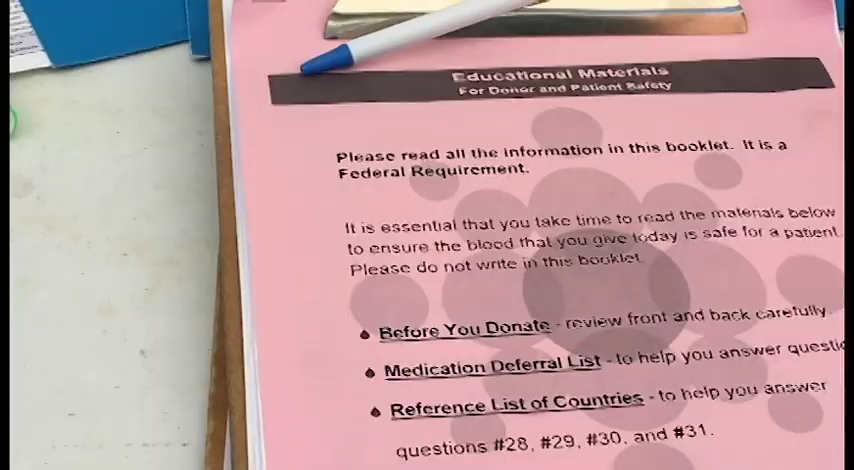 Educational Materials
For Donor and Patient Safety
Please read all the information in this booklet. It is a
Federal Requirement.
It is essential that you take time to read the materials below
to ensure the blood that you give today is safe for a patient.
Please do not write in this booklet.
Before You Donate - review front and back carefully.
Medication Deferral List - to help you answer
Reference List of Countries - to help you answer
questions #28, #29, #30, and #31.